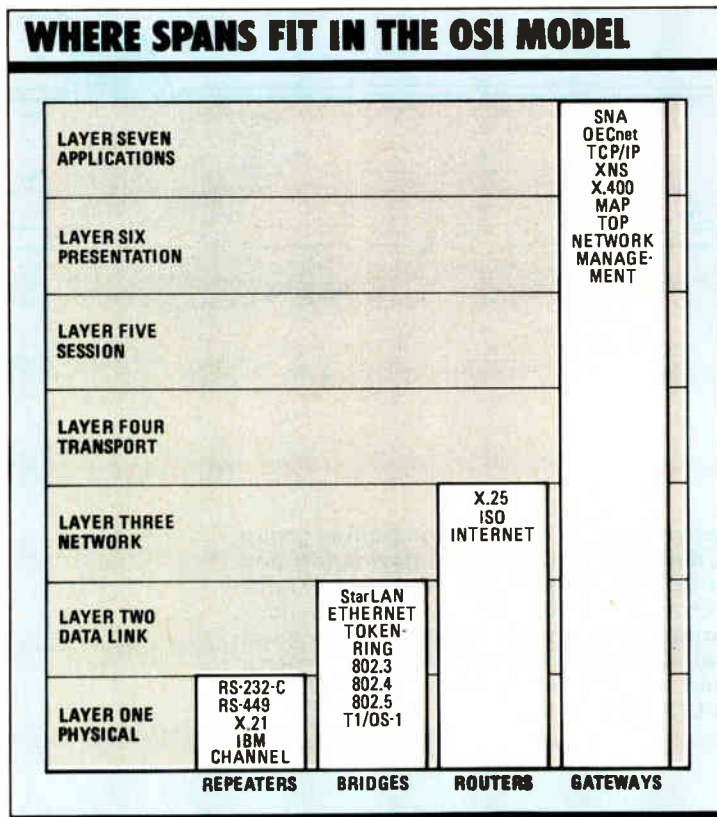 WHERE SPANS FIT IN THE OSI MODEL
LAYER SEVEN
APPLICATIONS
LAYER SIX
PRESENTATION
LAYER FIVE
SESSION
LAYER FOUR
TRANSPORT
LAYER THREE
NETWORK
LAYER TWO
DATA LINK
LAYER ONE
PHYSICAL
RS-232-C
RS-449
X.21
IBM
CHANNEL
REPEATERS
StarLAN
ETHERNET
TOKEN-
RING
802.3
802.4
802.5
T1/OS-1
BRIDGES
X.25
ISO
INTERNET
ROUTERS
SNA
OECnet
TCP/IP
XNS
X.400
MAP
TOP
NETWORK
MANAGE-
MENT
GATEWAYS